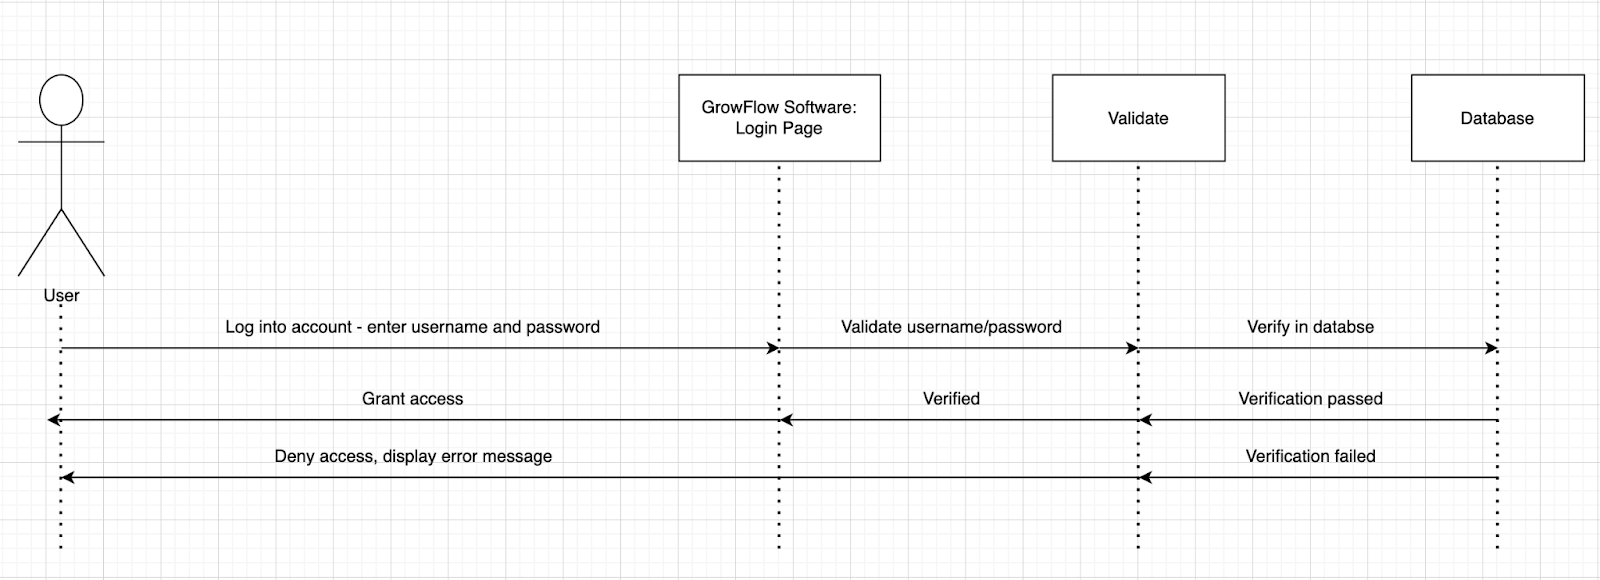 GrowFlow Software:
Login Page
Validate
Database
User
Log into account - enter username and password
Validate username/password
Verify in databse
Grant access
Verified
Verification passed
Deny access, display error message
Verification failed